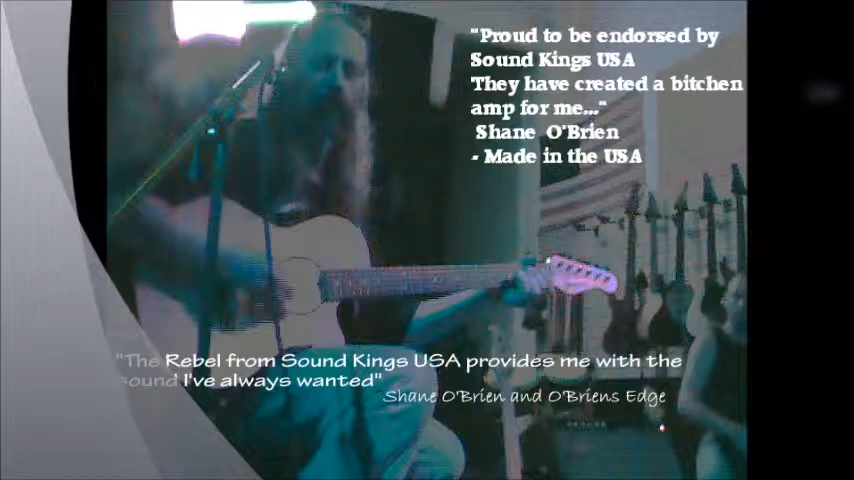 "Proud to be endorsed by
Sound Kings USA
They have created a bitchen
amp for me..."
Shane O'Brien
- Made in the USA
"The Rebel from Sound Kings USA provides me with the
sound I've always wanted"
Shane O'Brien and O'Briens Edge